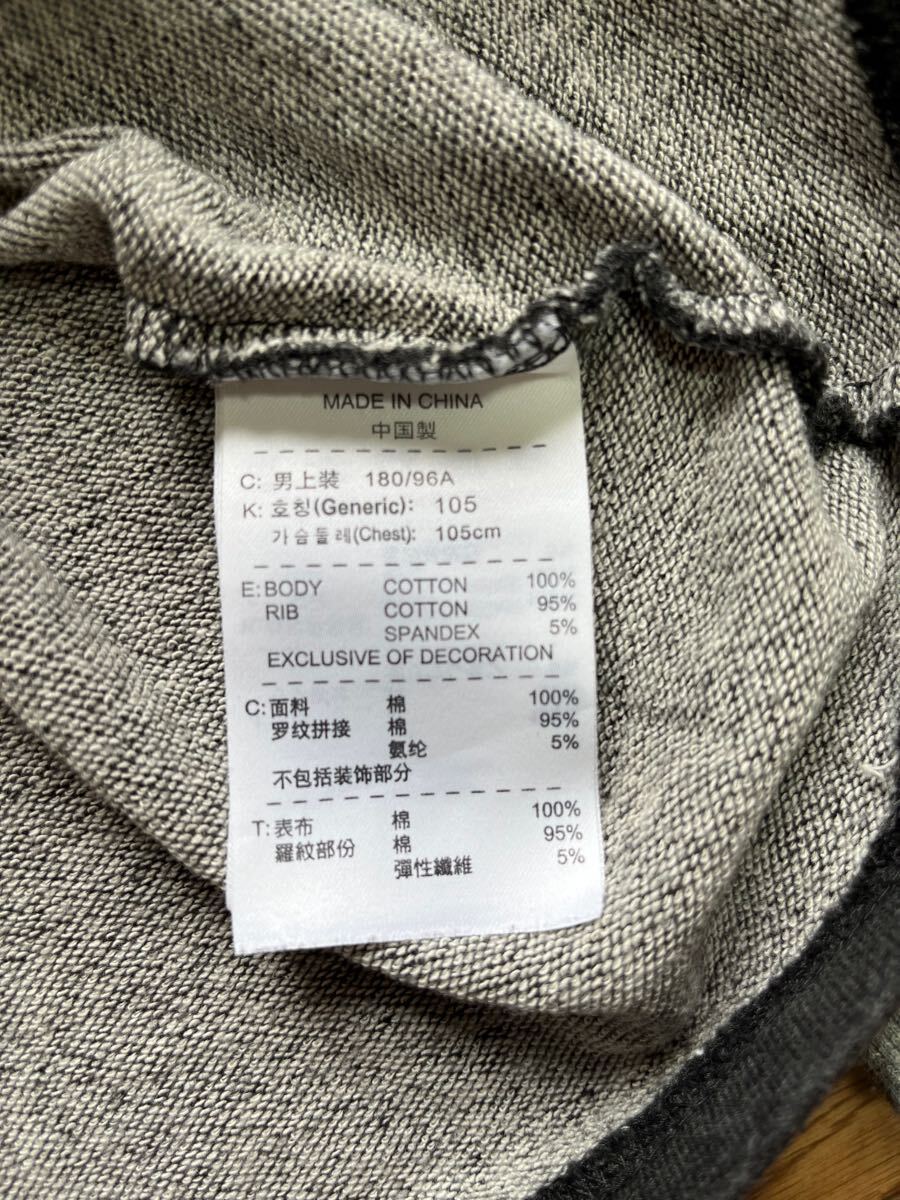 MADE IN CHINA
中国製
C: 男上装 180/96A
K: 호칭(Generic): 105
가슴둘레(Chest): 105cm
E: BODY COTTON 100%
RIB COTTON 95%
SPANDEX 5%
EXCLUSIVE OF DECORATION
C: 面料 棉 100%
罗纹拼接 棉 95%
氨纶 5%
不包括装饰部分
T: 表布 棉 100%
羅紋部份 棉 95%
彈性纖維 5%